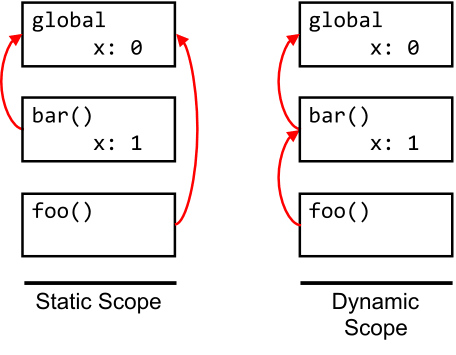 global
x: 0
bar()
x: 1
foo()
Static Scope
global
x: 0
bar()
x: 1
foo()
Dynamic
Scope